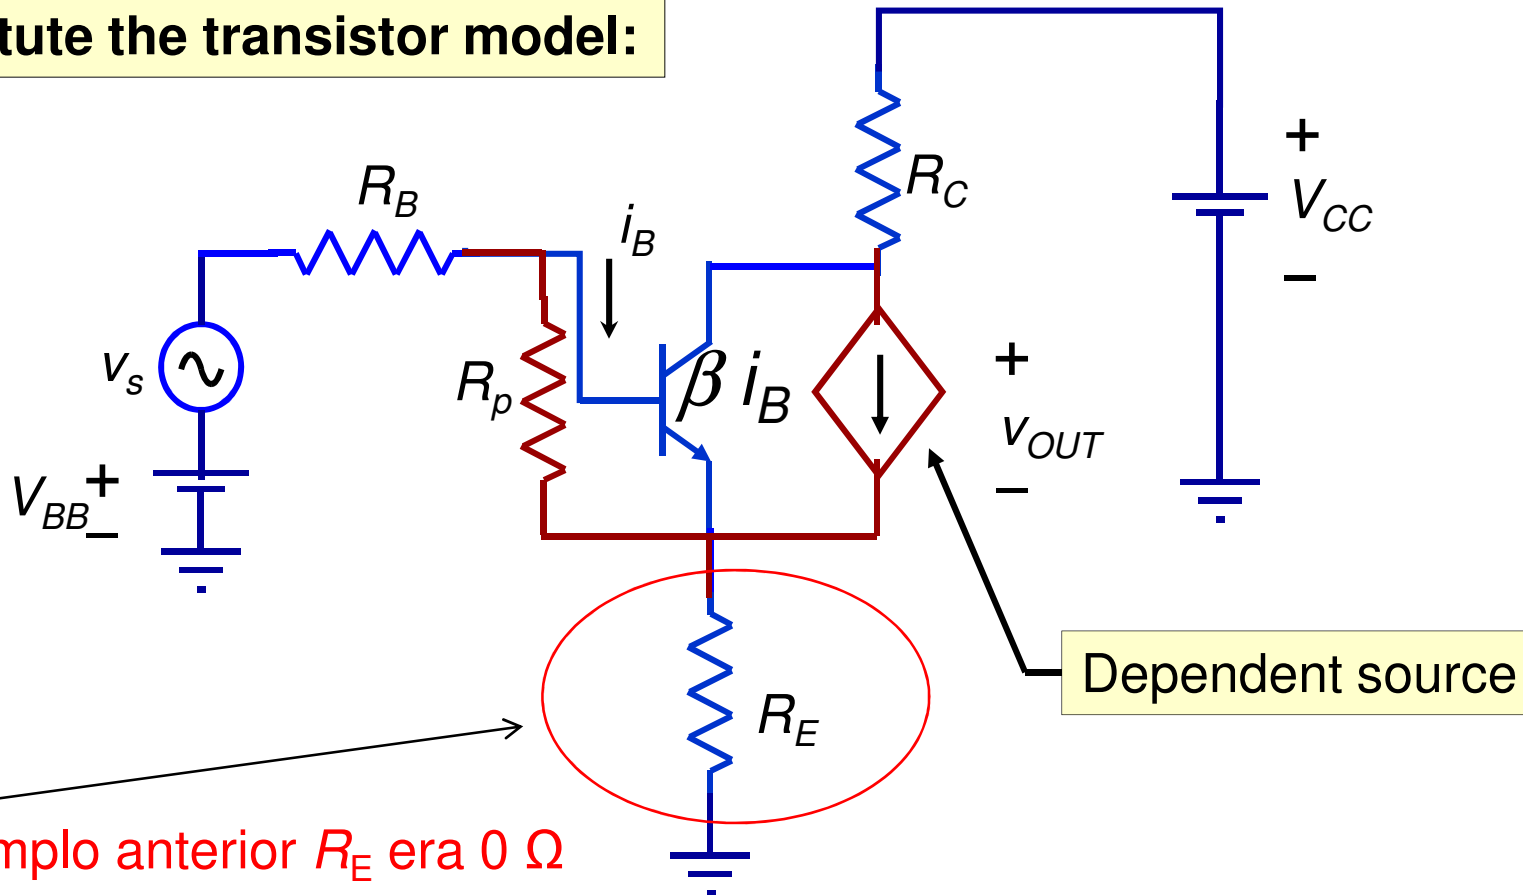 tute the transistor model:
R_B
i_B
R_C
+
V_CC
–
v_s
R_p
β i_B
+
v_OUT
–
V_BB
+
–
R_E
Dependent source
mplo anterior R_E era 0 Ω